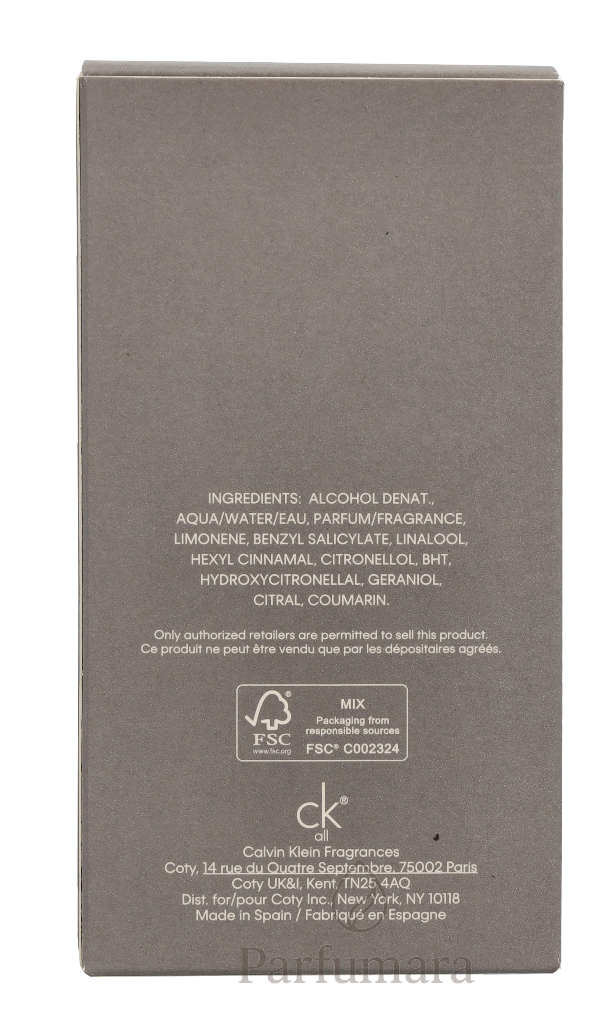 INGREDIENTS: ALCOHOL DENAT.,
AQUA/WATER/EAU, PARFUM/FRAGRANCE,
LIMONENE, BENZYL SALICYLATE, LINALOOL,
HEXYL CINNAMAL, CITRONELLOL, BHT,
HYDROXYCITRONELLAL, GERANIOL,
CITRAL, COUMARIN.
Only authorized retailers are permitted to sell this product.
Ce produit ne peut être vendu que par les dépositaires agréés.
®
FSC
www.fsc.org
MIX
Packaging from
responsible sources
FSC® C002324
ck®
all
Calvin Klein Fragrances
Coty, 14 rue du Quatre Septembre, 75002 Paris
Coty UK&I, Kent, TN25 4AQ
Dist. for/pour Coty Inc., New York, NY 10118
Made in Spain / Fabriqué en Espagne
Parfumara